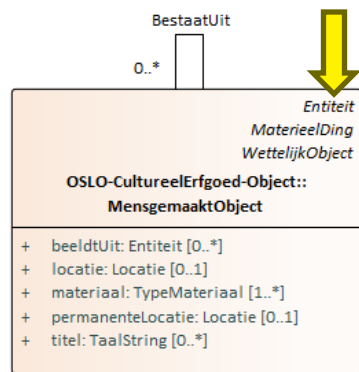 BestaatUit
0..*
Entiteit
MaterieelDing
WettelijkObject
OSLO-CultureelErfgoed-Object::
MensgemaaktObject
+ beeldtUit: Entiteit [0..*]
+ locatie: Locatie [0..1]
+ materiaal: TypeMateriaal [1..*]
+ permanenteLocatie: Locatie [0..1]
+ titel: TaalString [0..*]